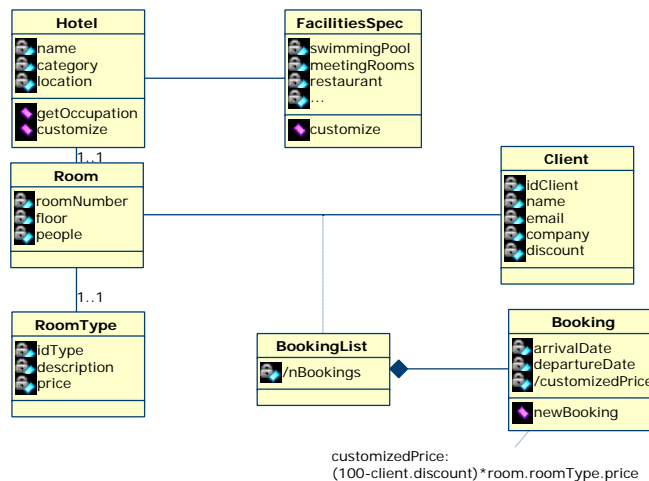 Hotel
name
category
location
getOccupation
customize
FacilitiesSpec
swimmingPool
meetingRooms
restaurant
...
customize
1..1
Room
roomNumber
floor
people
Client
idClient
name
email
company
discount
1..1
RoomType
idType
description
price
BookingList
/nBookings
Booking
arrivalDate
departureDate
/customizedPrice
newBooking
customizedPrice:
(100-client.discount)*room.roomType.price